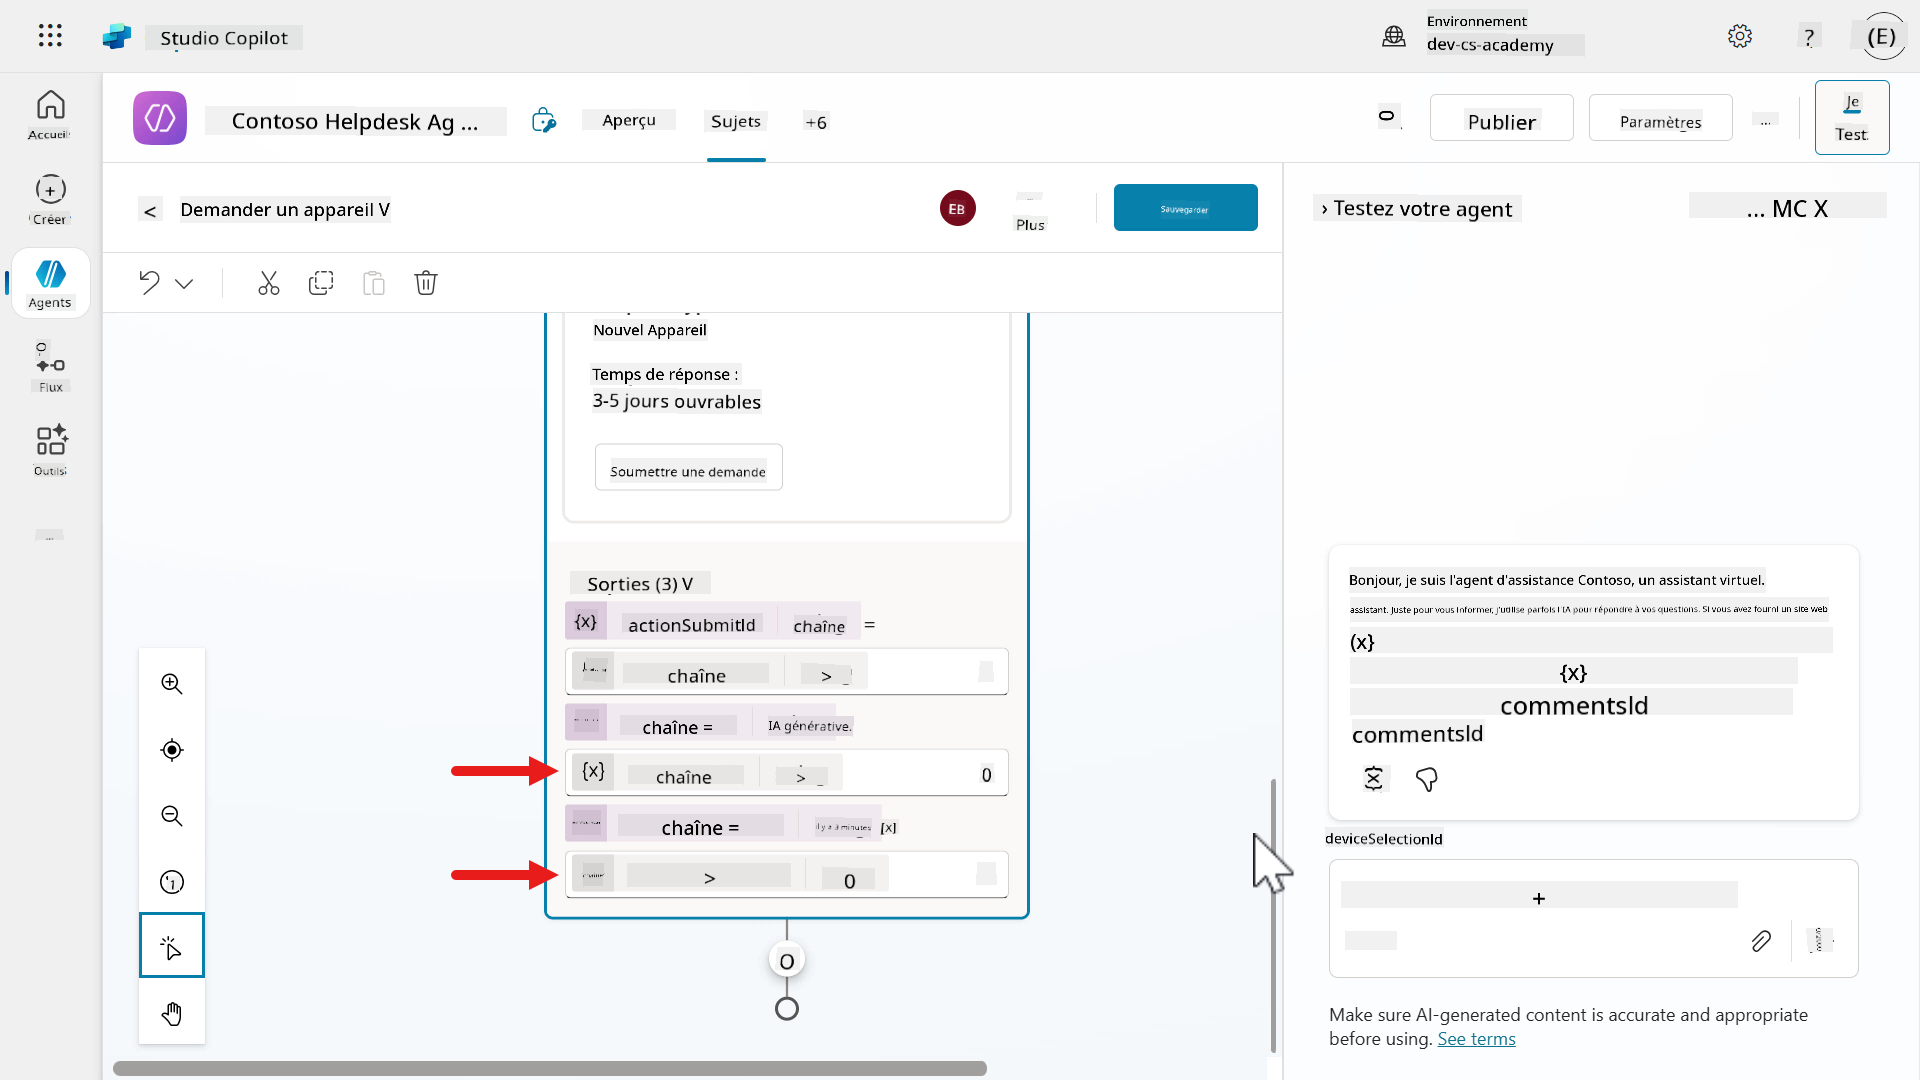 Studio Copilot
Environnement
dev-cs-academy
?
(E)
Accueil
Créer
Agents
Flux
Outils
Contoso Helpdesk Ag ...
Aperçu
Sujets
+6
Publier
Paramètres
...
Je
Test
< Demander un appareil V
EB
Plus
Sauvegarder
Nouvel Appareil
Temps de réponse :
3-5 jours ouvrables
Soumettre une demande
Sorties (3) V
{x} actionSubmitId chaîne =
chaîne >
chaîne = IA générative.
{x} chaîne > 0
chaîne = il y a 3 minutes [x]
> 0
O
› Testez votre agent
... MC X
Bonjour, je suis l'agent d'assistance Contoso, un assistant virtuel.
assistant. Juste pour vous informer, j'utilise parfois l'IA pour répondre à vos questions. Si vous avez fourni un site web
(x}
{x}
commentsId
commentsId
deviceSelectionId
+
Make sure AI-generated content is accurate and appropriate
before using. See terms